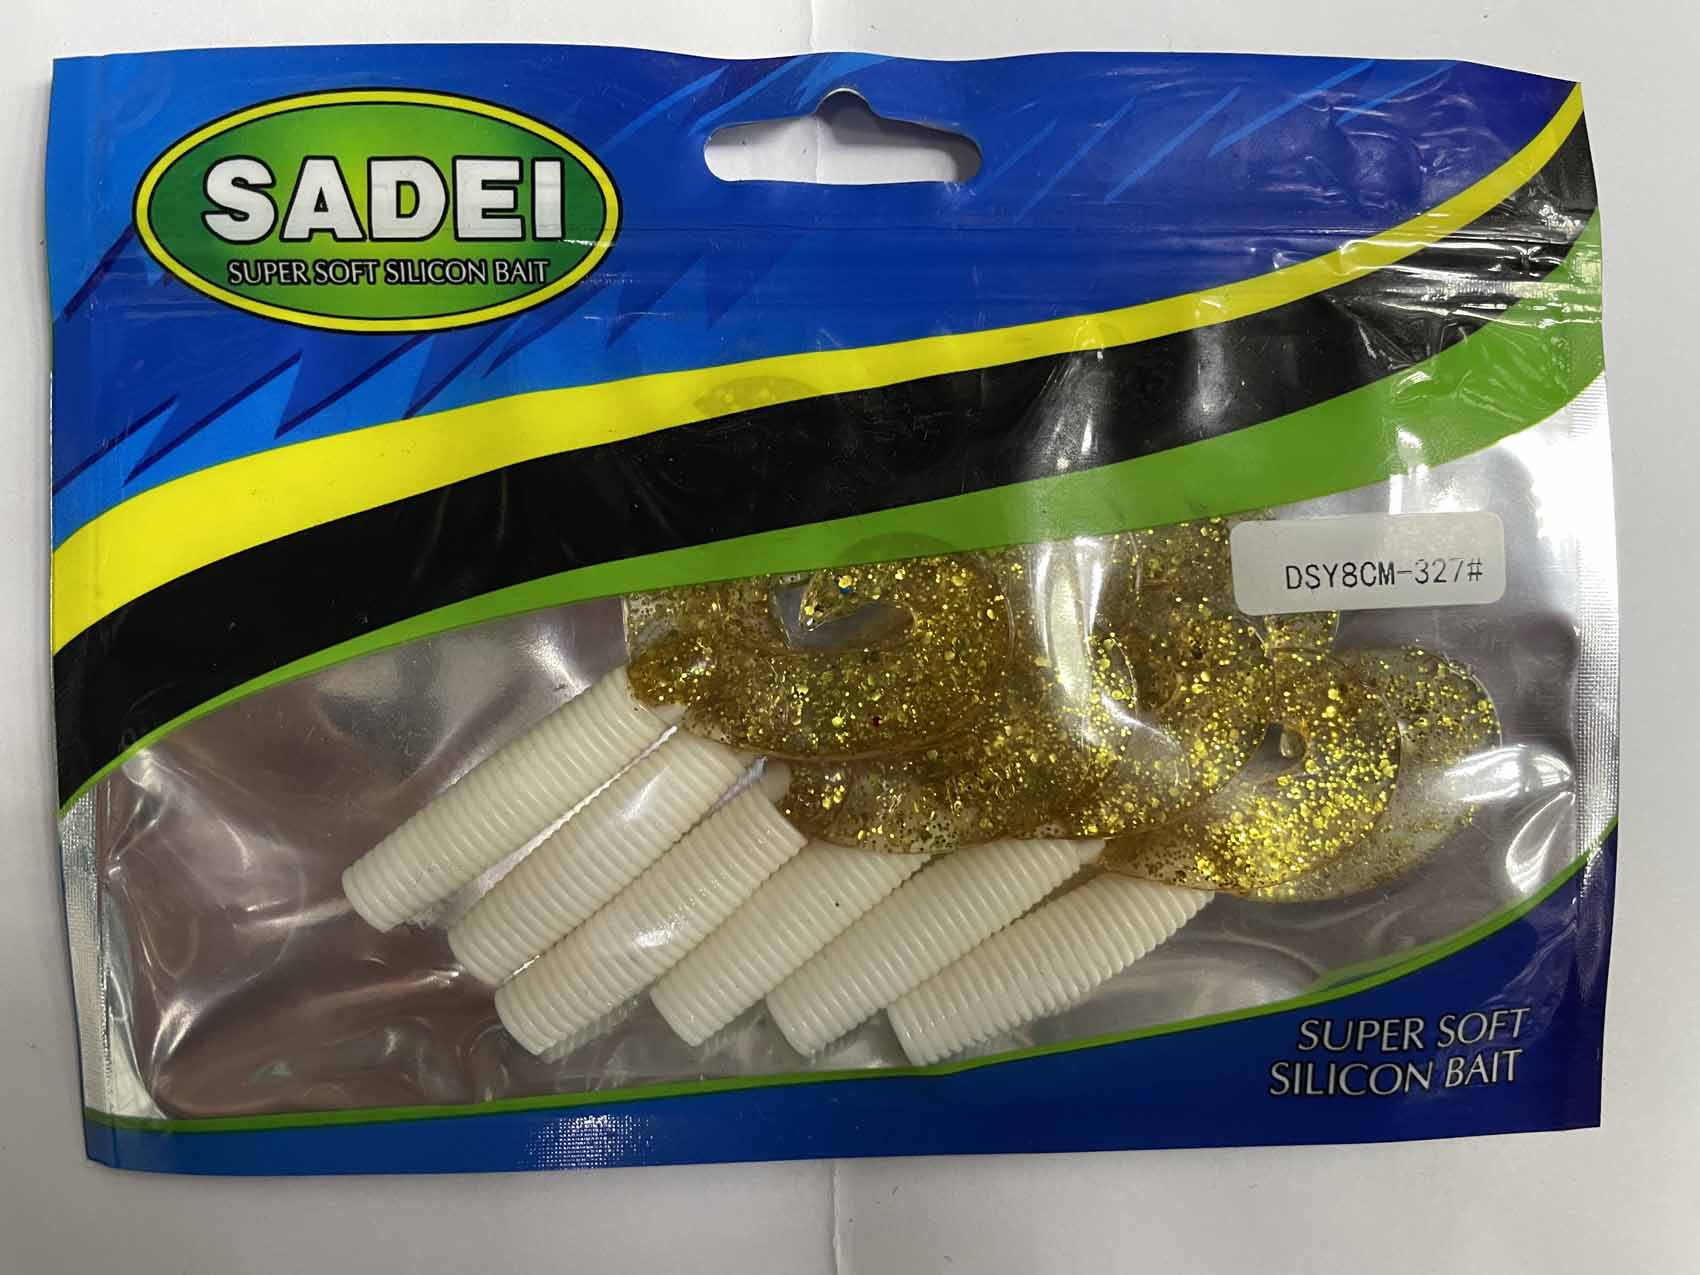 SADEI
SUPER SOFT SILICON BAIT
DSY8CM-327#
SUPER SOFT
SILICON BAIT